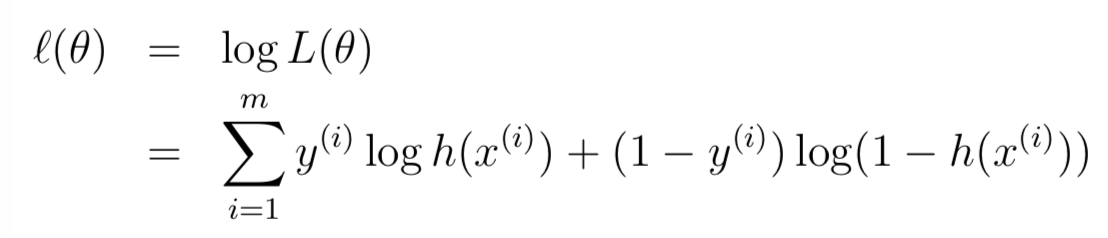 ℓ(θ) = log L(θ)
= ∑_{i=1}^{m} y^{(i)} log h(x^{(i)}) + (1 − y^{(i)}) log(1 − h(x^{(i)}))